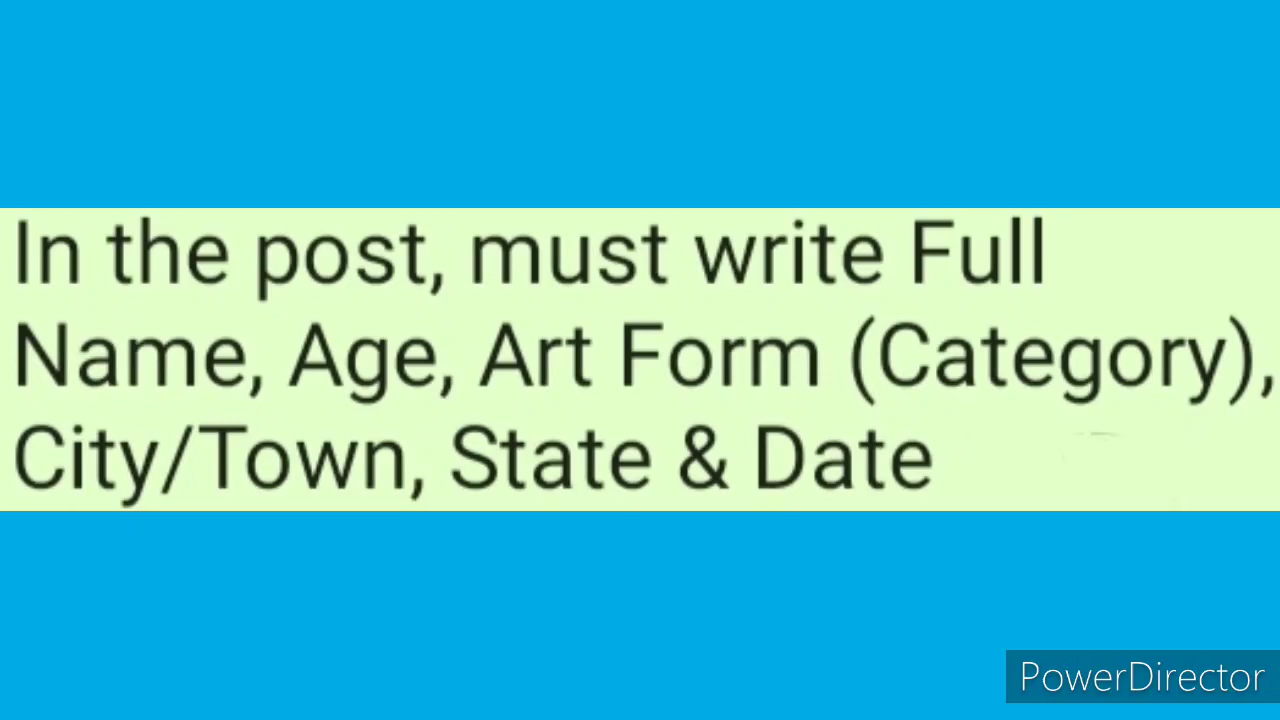 In the post, must write Full
Name, Age, Art Form (Category),
City/Town, State & Date
PowerDirector